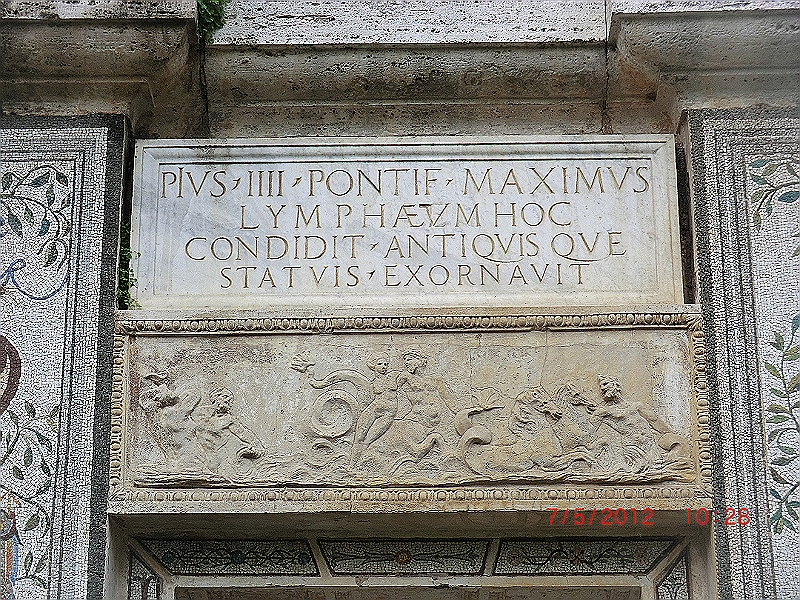 PIVS IIII PONTIF MAXIMVS
LYMPHÆVM HOC
CONDIDIT ANTIQVIS QVE
STATVIS EXORNAVIT
7/5/2012 10:28